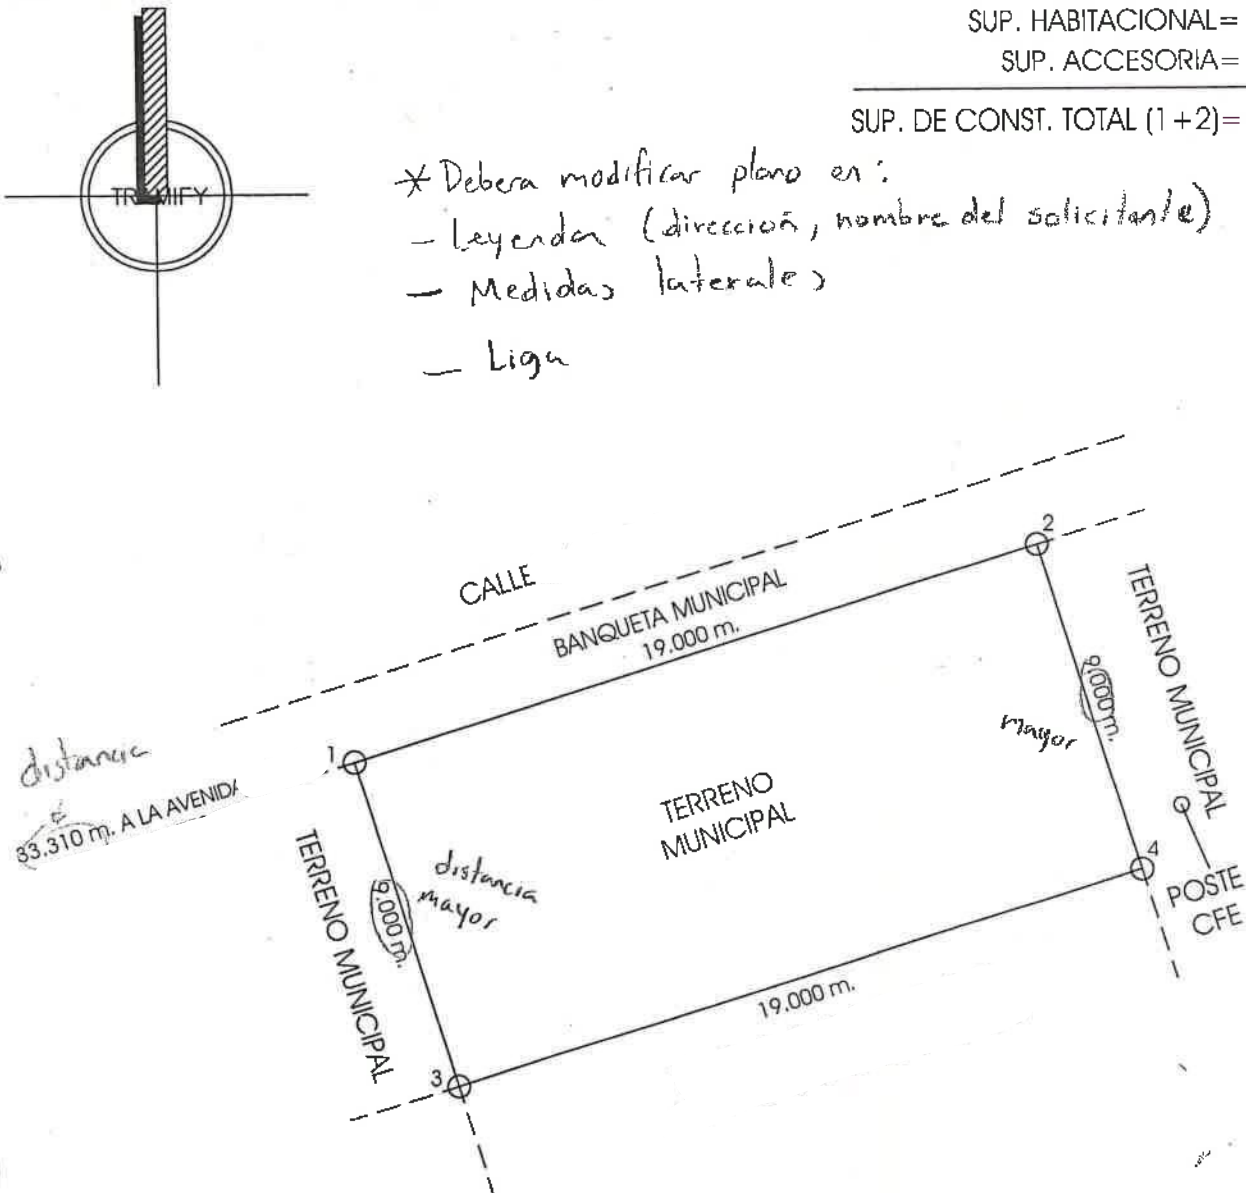 SUP. HABITACIONAL=
SUP. ACCESORIA=
SUP. DE CONST. TOTAL (1+2)=
TRAMIFY
* Debera modificar plano en:
- Leyenda (dirección, nombre del solicitante)
- Medidas laterales
- Liga
CALLE
BANQUETA MUNICIPAL
19.000 m.
2
TERRENO MUNICIPAL
9.000 m.
mayor
distancia
33.310 m. A LA AVENIDA
1
TERRENO
MUNICIPAL
TERRENO MUNICIPAL
9.000 m.
distancia
mayor
4
POSTE
CFE
19.000 m.
3